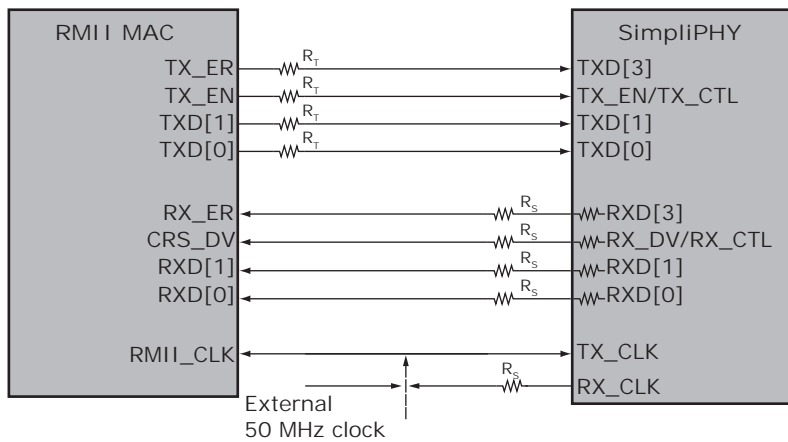 RMII MAC
SimpliPHY
TX_ER
R_T
TXD[3]
TX_EN
R_T
TX_EN/TX_CTL
TXD[1]
R_T
TXD[1]
TXD[0]
R_T
TXD[0]
RX_ER
R_S
RXD[3]
CRS_DV
R_S
RX_DV/RX_CTL
RXD[1]
R_S
RXD[1]
RXD[0]
R_S
RXD[0]
RMII_CLK
TX_CLK
R_S
RX_CLK
External
50 MHz clock